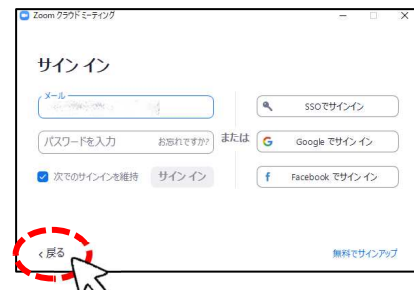 Zoom クラウドミーティング
サイン イン
メール
パスワードを入力 お忘れですか?
次でのサインインを維持 サイン イン
または
SSOでサインイン
Google でサイン イン
Facebook でサイン イン
戻る
無料でサインアップ